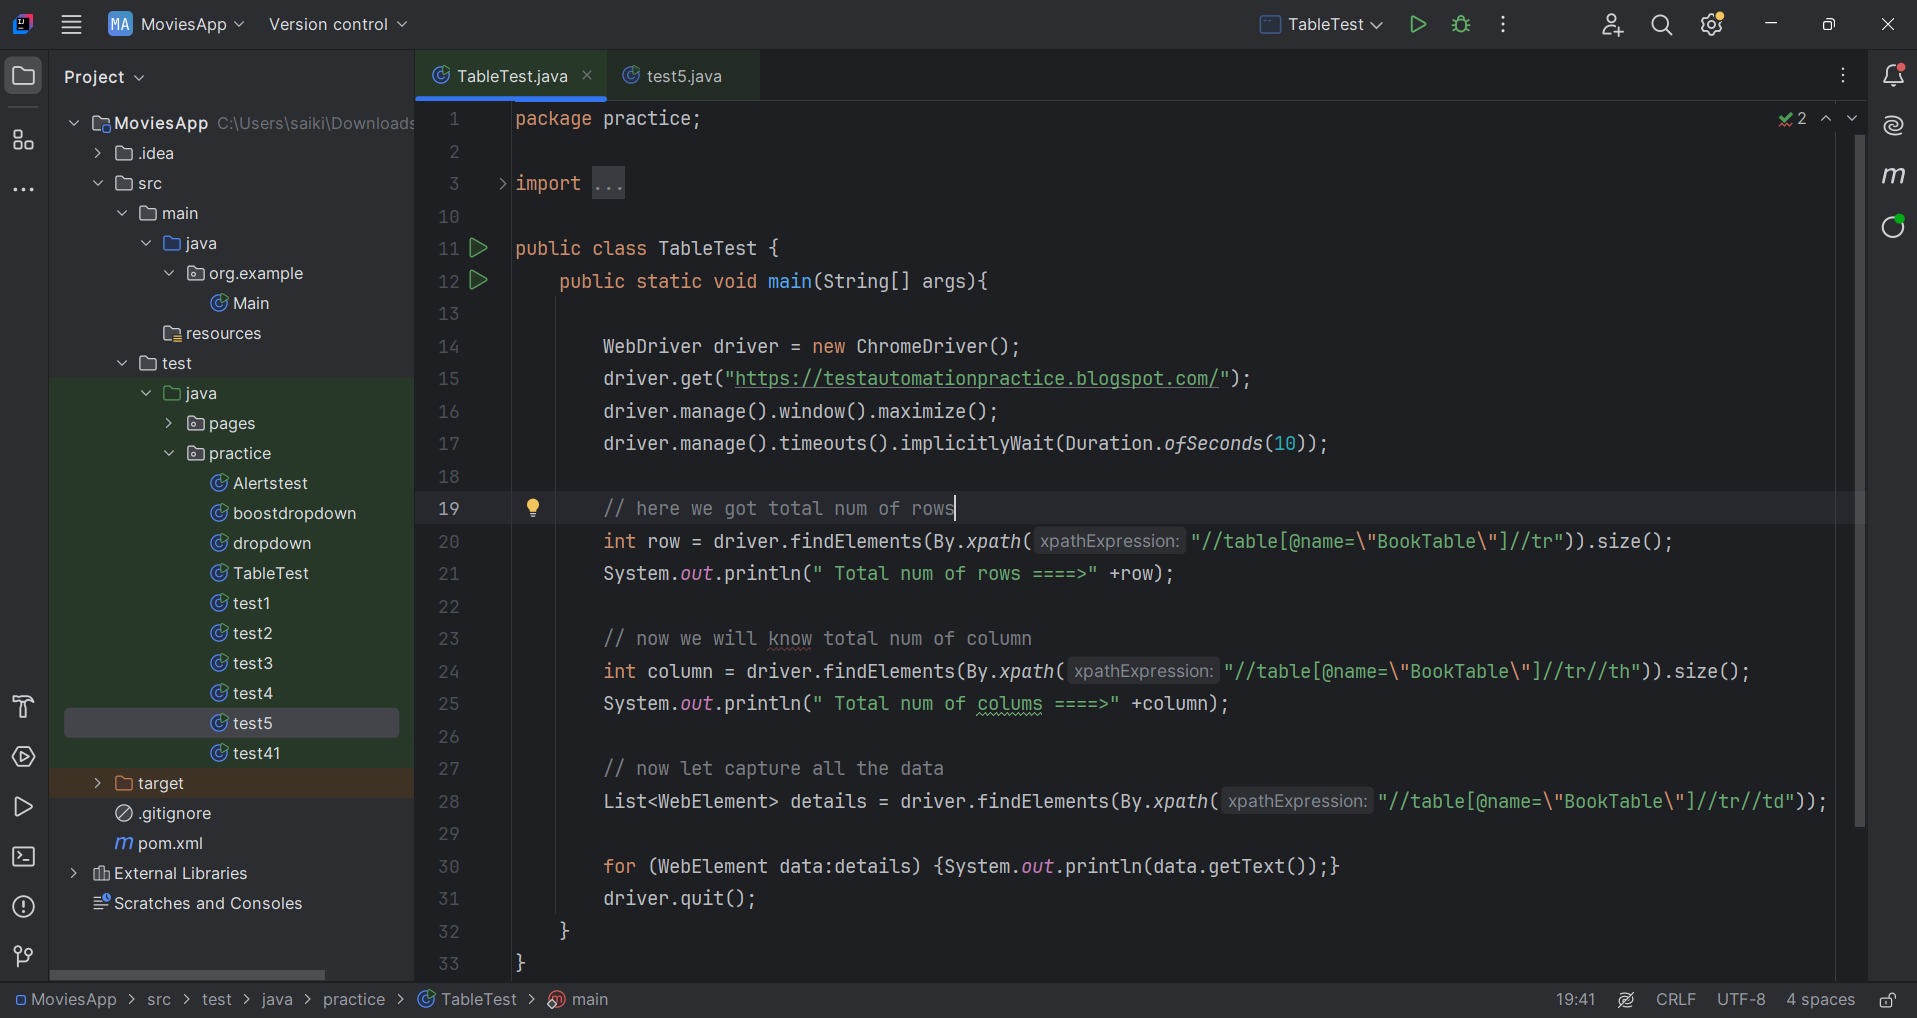 MA MoviesApp Version control TableTest
Project
TableTest.java test5.java
MoviesApp C:\Users\saiki\Downloads
.idea
src
main
java
org.example
Main
resources
test
java
pages
practice
Alertstest
boostdropdown
dropdown
TableTest
test1
test2
test3
test4
test5
test41
target
.gitignore
m pom.xml
External Libraries
Scratches and Consoles
1 package practice;
2
2
3 import ...
10
11 public class TableTest {
12 public static void main(String[] args){
13
14 WebDriver driver = new ChromeDriver();
15 driver.get("https://testautomationpractice.blogspot.com/");
16 driver.manage().window().maximize();
17 driver.manage().timeouts().implicitlyWait(Duration.ofSeconds(10));
18
19 // here we got total num of rows
20 int row = driver.findElements(By.xpath( xpathExpression: "//table[@name=\"BookTable\"]//tr")).size();
21 System.out.println(" Total num of rows ====>" +row);
22
23 // now we will know total num of column
24 int column = driver.findElements(By.xpath( xpathExpression: "//table[@name=\"BookTable\"]//tr//th")).size();
25 System.out.println(" Total num of colums ====>" +column);
26
27 // now let capture all the data
28 List<WebElement> details = driver.findElements(By.xpath( xpathExpression: "//table[@name=\"BookTable\"]//tr//td"));
29
30 for (WebElement data:details) {System.out.println(data.getText());}
31 driver.quit();
32 }
33 }
m
MoviesApp > src > test > java > practice > TableTest > main
19:41 CRLF UTF-8 4 spaces